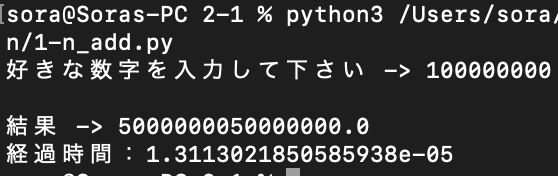 [sora@Soras-PC 2-1 % python3 /Users/sora/
n/1-n_add.py
好きな数字を入力して下さい -> 100000000

結果 -> 5000000050000000.0
経過時間：1.3113021850585938e-05